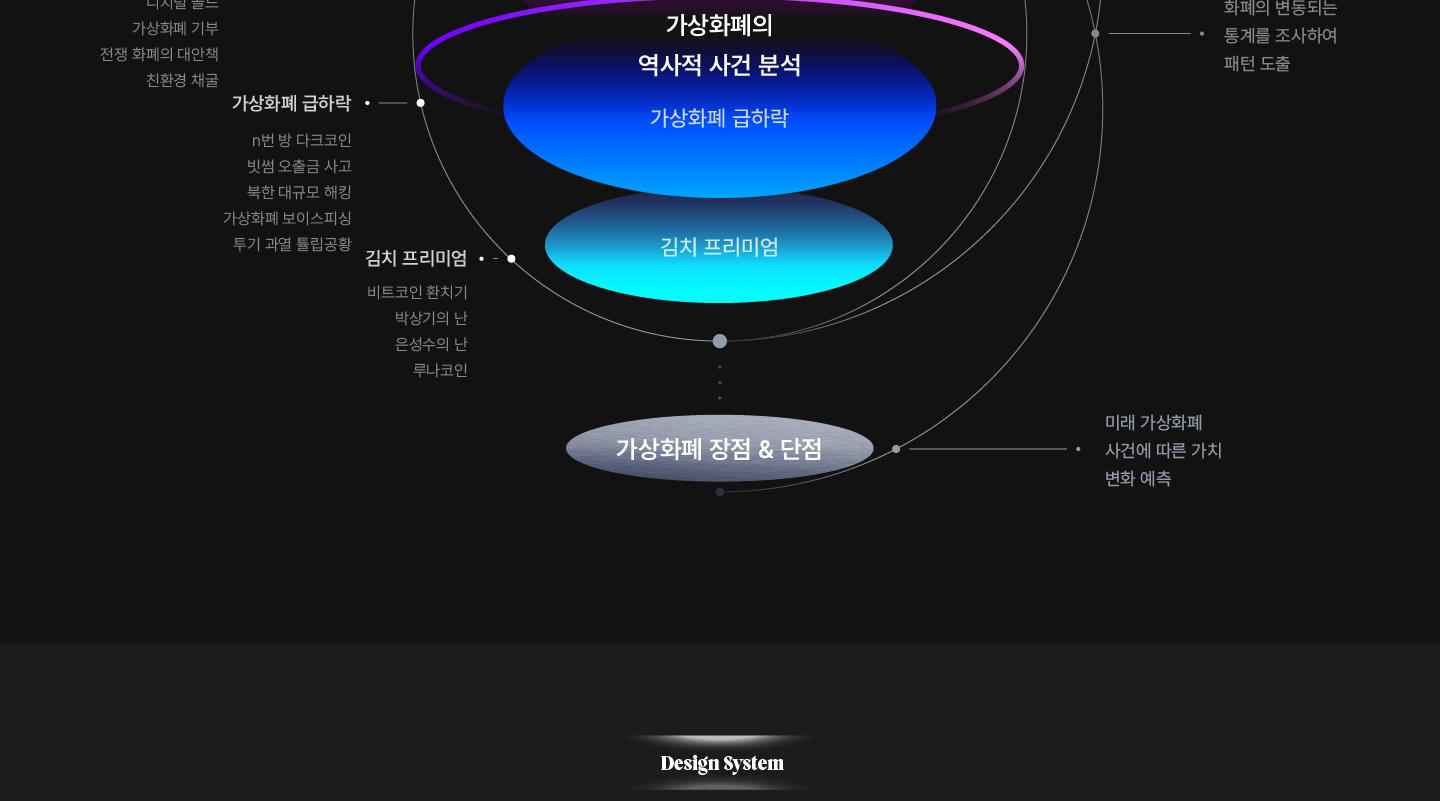 디지털 골드
가상화폐 기부
전쟁 화폐의 대안책
친환경 채굴
가상화폐 급하락
n번 방 다크코인
빗썸 오출금 사고
북한 대규모 해킹
가상화폐 보이스피싱
투기 과열 튤립공황
김치 프리미엄
비트코인 환치기
박상기의 난
은성수의 난
루나코인
가상화폐의
역사적 사건 분석
가상화폐 급하락
김치 프리미엄
가상화폐 장점 & 단점
화폐의 변동되는
통계를 조사하여
패턴 도출
미래 가상화폐
사건에 따른 가치
변화 예측
Design System